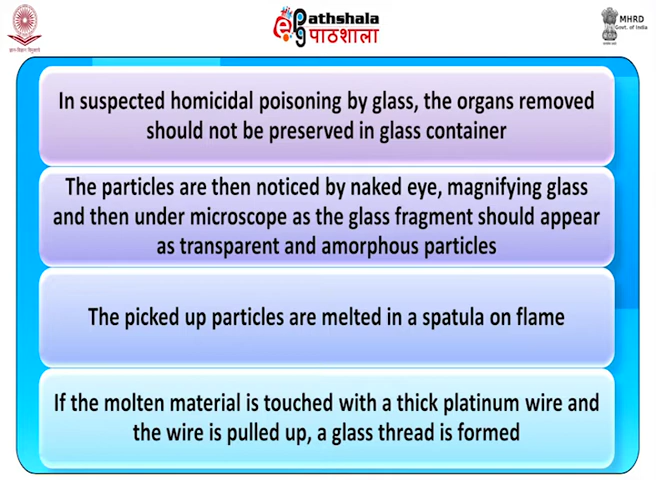 ePG Pathshala
पाठशाला
MHRD
Govt. of India
In suspected homicidal poisoning by glass, the organs removed
should not be preserved in glass container
The particles are then noticed by naked eye, magnifying glass
and then under microscope as the glass fragment should appear
as transparent and amorphous particles
The picked up particles are melted in a spatula on flame
If the molten material is touched with a thick platinum wire and
the wire is pulled up, a glass thread is formed